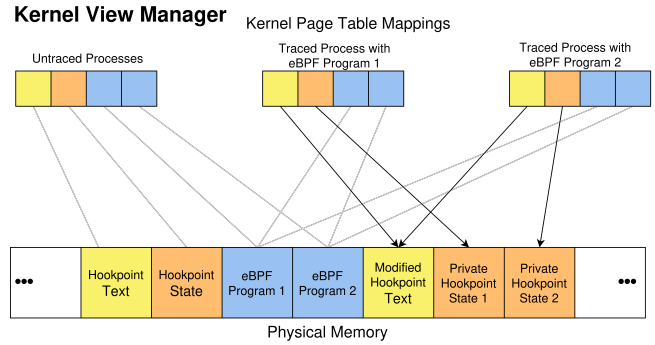 Kernel View Manager
Kernel Page Table Mappings
Untraced Processes
Traced Process with
eBPF Program 1
Traced Process with
eBPF Program 2
•••
Hookpoint
Text
Hookpoint
State
eBPF
Program 1
eBPF
Program 2
Modified
Hookpoint
Text
Private
Hookpoint
State 1
Private
Hookpoint
State 2
•••
Physical Memory